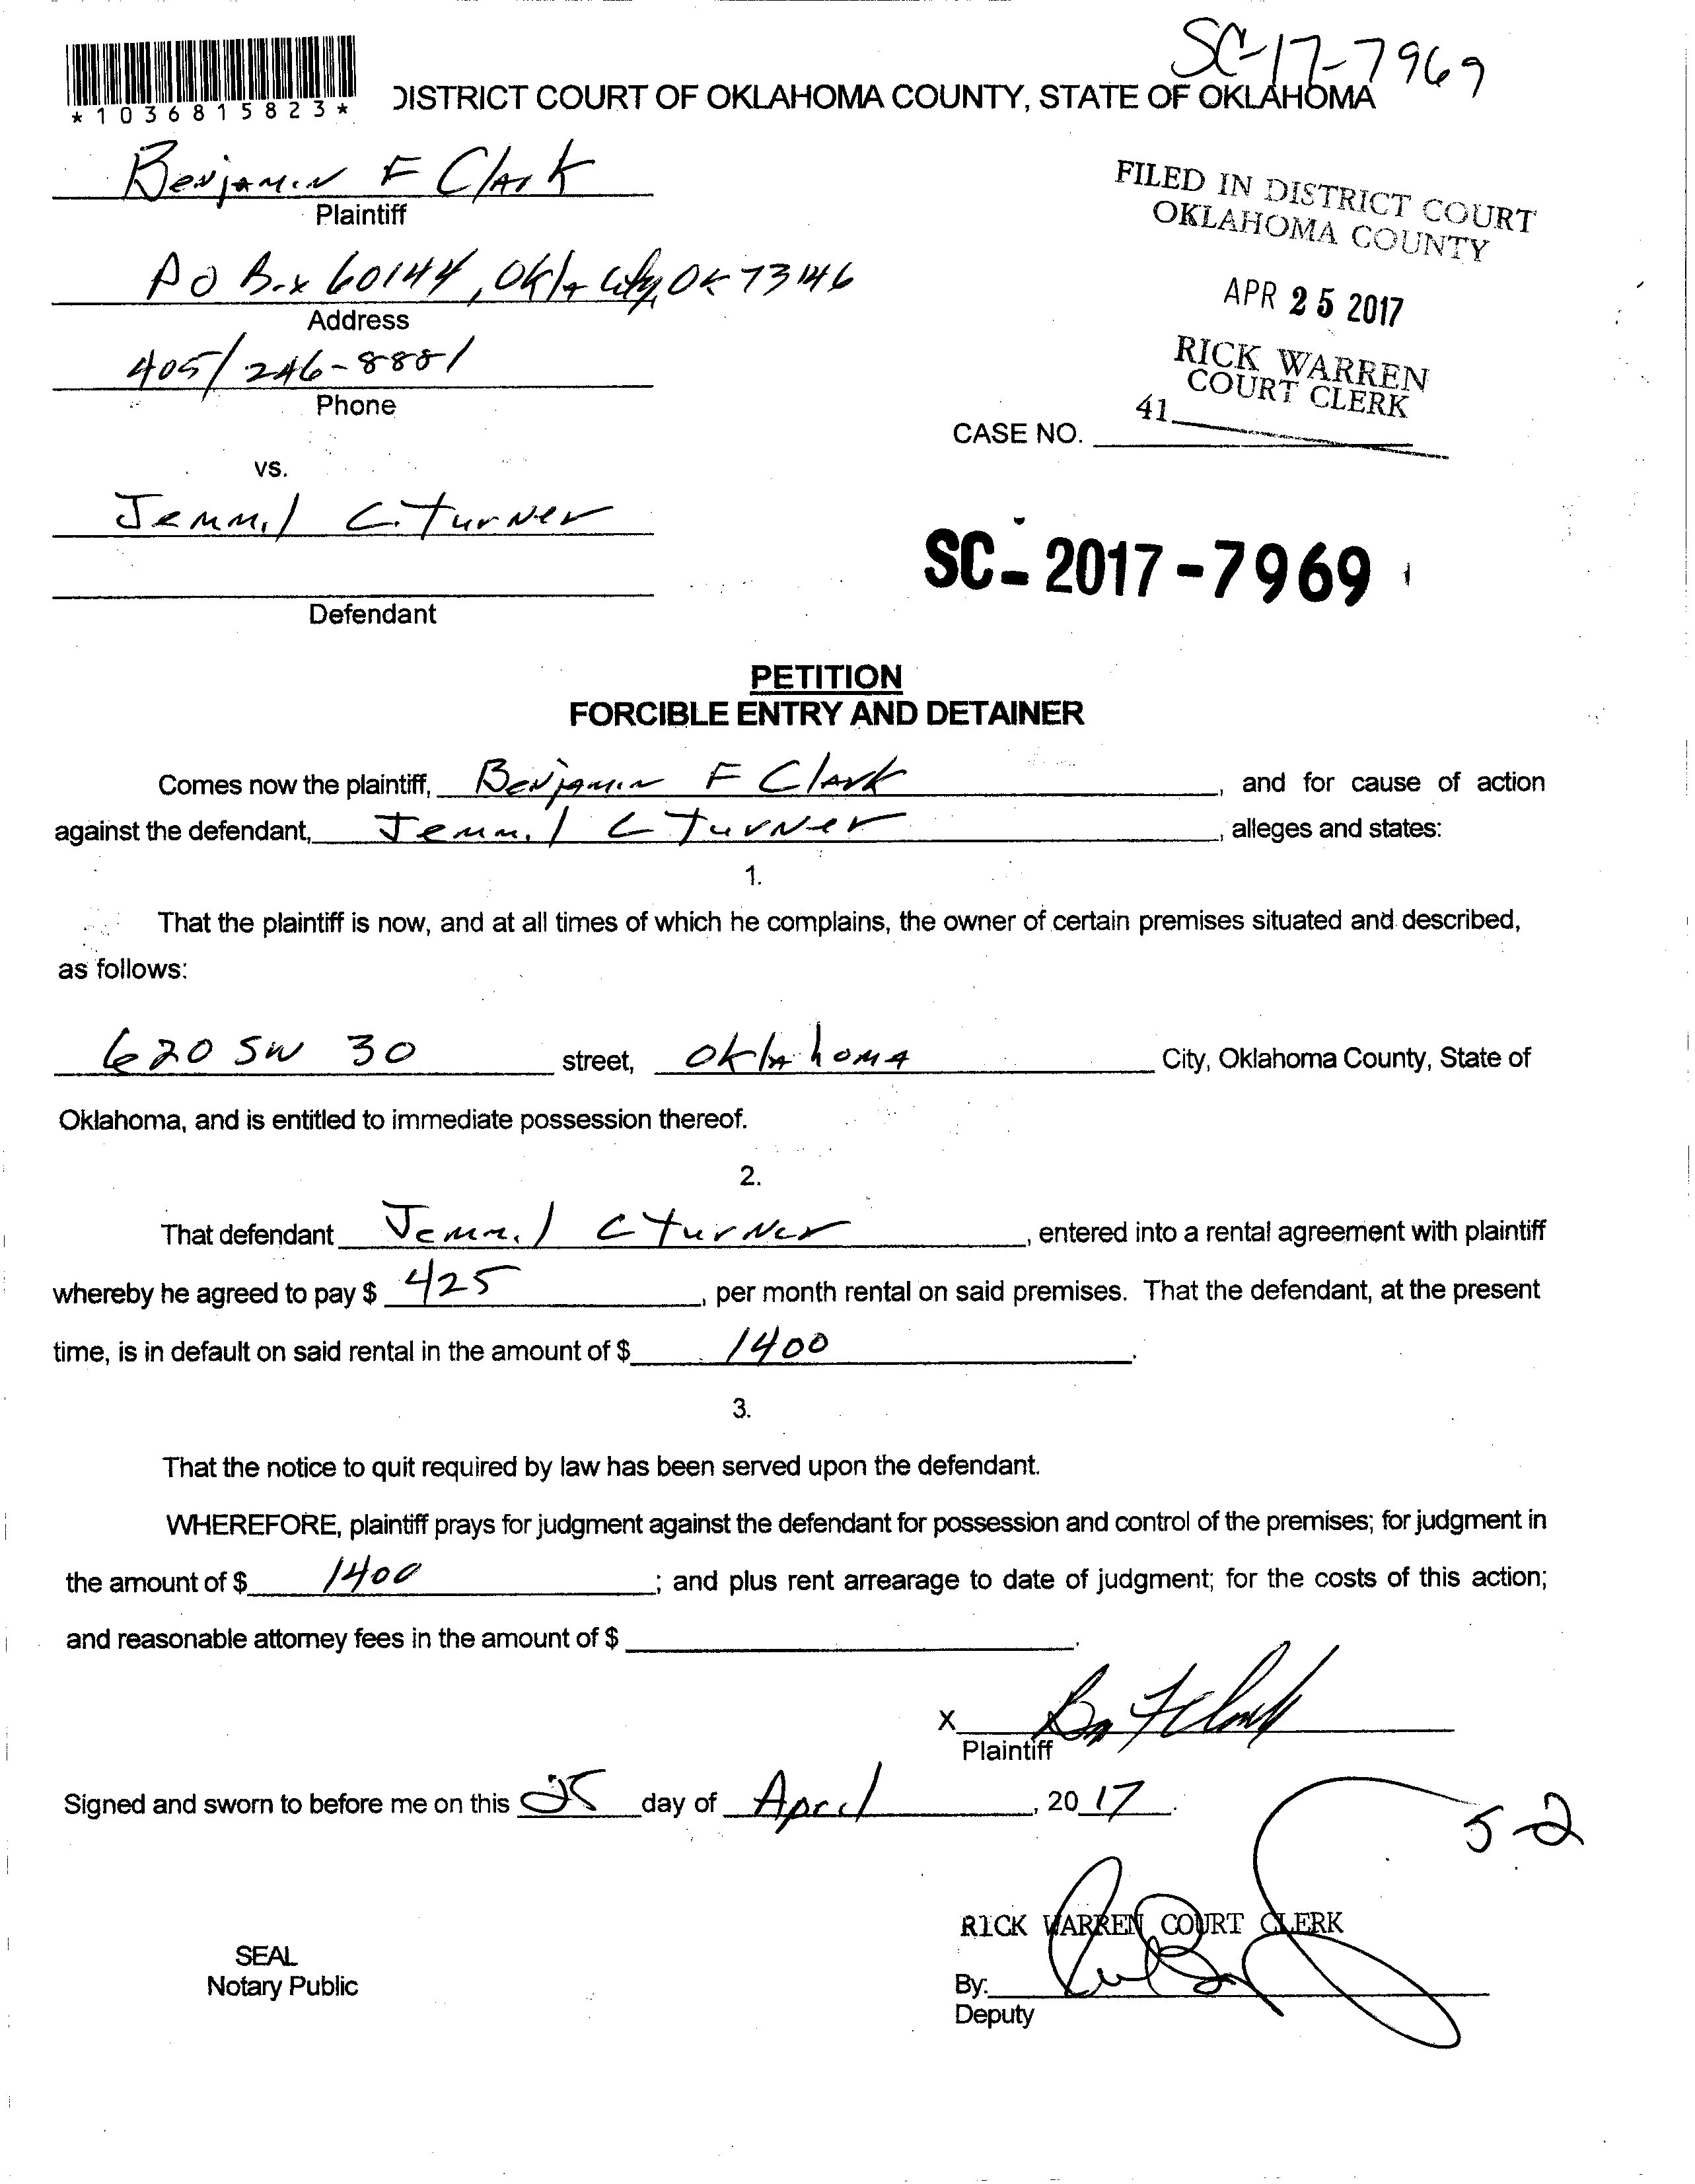 SC-17-7969
*1036815823*
DISTRICT COURT OF OKLAHOMA COUNTY, STATE OF OKLAHOMA
Benjamin F Clark
Plaintiff
FILED IN DISTRICT COURT
OKLAHOMA COUNTY
PO Box 60144, Okla City, OK 73146
Address
APR 25 2017
405/246-8881
Phone
RICK WARREN
COURT CLERK
41
CASE NO.
vs.
Jemmil C. Turner
Defendant
SC-2017-7969
PETITION
FORCIBLE ENTRY AND DETAINER
Comes now the plaintiff, Benjamin F Clark, and for cause of action
against the defendant, Jemmil C Turner, alleges and states:
1.
That the plaintiff is now, and at all times of which he complains, the owner of certain premises situated and described,
as follows:
620 SW 30 street, Oklahoma City, Oklahoma County, State of
Oklahoma, and is entitled to immediate possession thereof.
2.
That defendant Jemmil C Turner, entered into a rental agreement with plaintiff
whereby he agreed to pay $ 425, per month rental on said premises. That the defendant, at the present
time, is in default on said rental in the amount of $ 1400.
3.
That the notice to quit required by law has been served upon the defendant.
WHEREFORE, plaintiff prays for judgment against the defendant for possession and control of the premises; for judgment in
the amount of $ 1400; and plus rent arrearage to date of judgment; for the costs of this action;
and reasonable attorney fees in the amount of $ .
X
Plaintiff
Signed and sworn to before me on this 25 day of April, 2017.
5-2
RICK WARREN COURT CLERK
SEAL
Notary Public
By:
Deputy